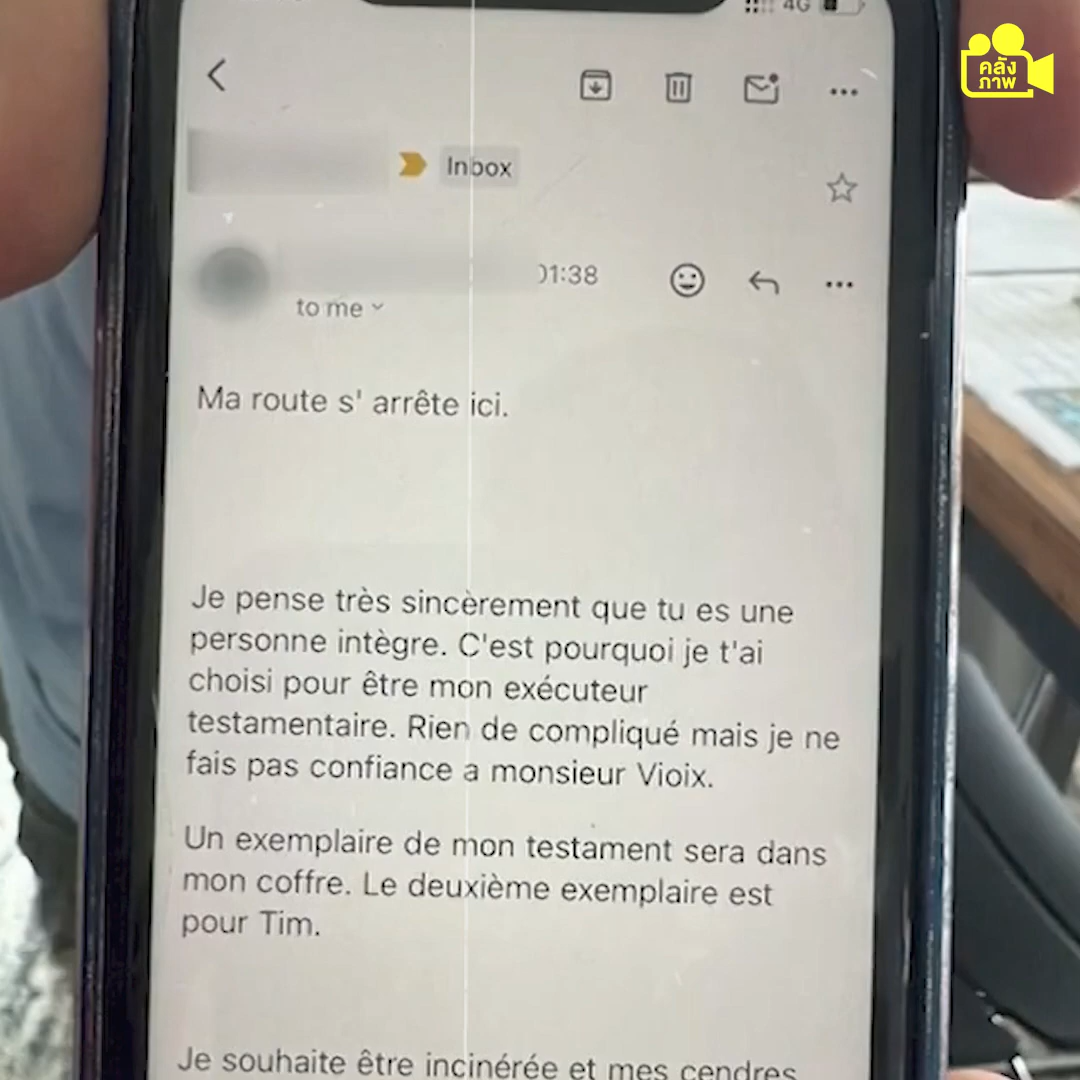 4G
คลัง
ภาพ
Inbox
01:38
to me
Ma route s' arrête ici.
Je pense très sincèrement que tu es une
personne intègre. C'est pourquoi je t'ai
choisi pour être mon exécuteur
testamentaire. Rien de compliqué mais je ne
fais pas confiance a monsieur Vioix.
Un exemplaire de mon testament sera dans
mon coffre. Le deuxième exemplaire est
pour Tim.
Je souhaite être incinérée et mes cendres